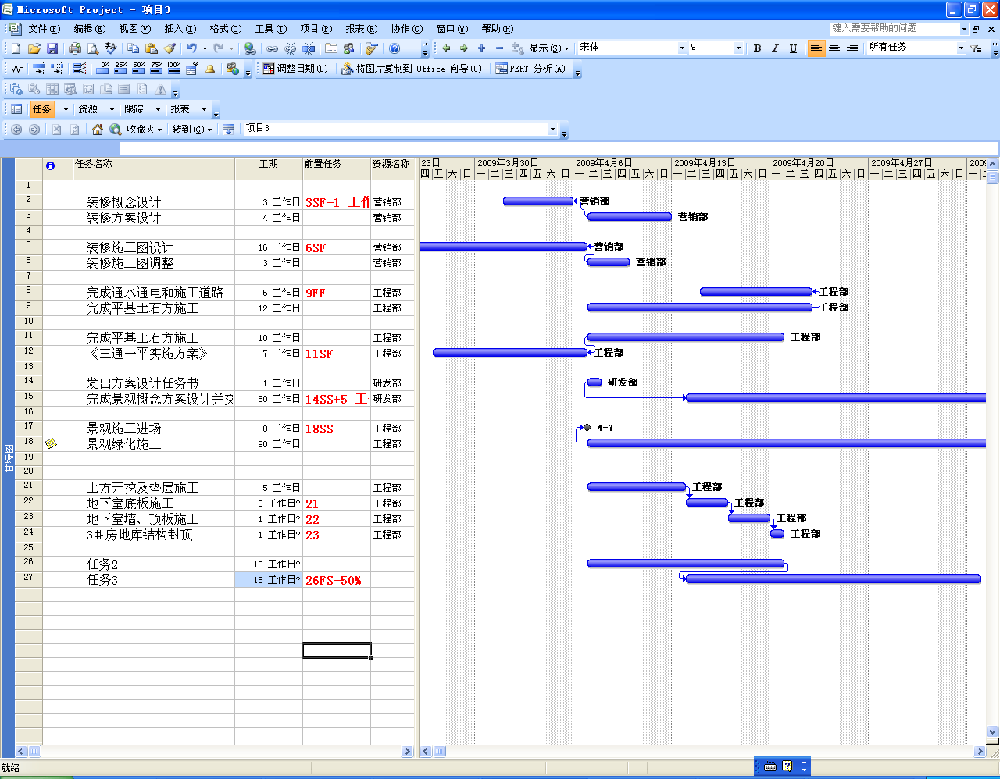 Microsoft Project - 项目3
文件(F) 编辑(E) 视图(V) 插入(I) 格式(O) 工具(T) 项目(P) 报表(R) 协作(C) 窗口(W) 帮助(H) 键入需要帮助的问题
显示(S) 宋体 9 B I U 所有任务
0% 25% 50% 75% 100% 调整日期(D) 将图片复制到 Office 向导(U) PERT 分析(A)
任务 资源 跟踪 报表
收藏夹 转到(G) 项目3
任务名称 工期 前置任务 资源名称 23日 2009年3月30日 2009年4月6日 2009年4月13日 2009年4月20日 2009年4月27日 2009
四 五 六 日 一 二 三 四 五 六 日 一 二 三 四 五 六 日 一 二 三 四 五 六 日 一 二 三 四 五 六 日 一 二 三 四 五 六 日 一
1
2 装修概念设计 3 工作日 3SF-1 工作 营销部 营销部
3 装修方案设计 4 工作日 营销部 营销部
4
5 装修施工图设计 16 工作日 6SF 营销部 营销部
6 装修施工图调整 3 工作日 营销部 营销部
7
8 完成通水通电和施工道路 6 工作日 9FF 工程部 工程部
9 完成平基土石方施工 12 工作日 工程部 工程部
10
11 完成平基土石方施工 10 工作日 工程部 工程部
12 《三通一平实施方案》 7 工作日 11SF 工程部 工程部
13
14 发出方案设计任务书 1 工作日 研发部 研发部
15 完成景观概念方案设计并交 60 工作日 14SS+5 工 研发部
16
17 景观施工进场 0 工作日 18SS 工程部 4-7
18 景观绿化施工 90 工作日 工程部
19
20
21 土方开挖及垫层施工 5 工作日 工程部 工程部
22 地下室底板施工 3 工作日? 21 工程部 工程部
23 地下室墙、顶板施工 1 工作日? 22 工程部 工程部
24 3#房地库结构封顶 1 工作日? 23 工程部 工程部
25
26 任务2 10 工作日?
27 任务3 15 工作日? 26FS-50%
甘特图
就绪